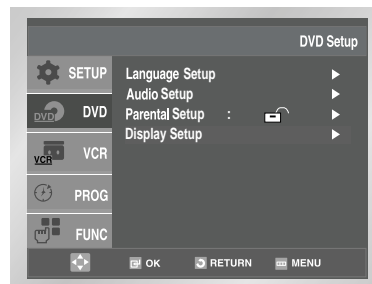 DVD Setup
SETUP
Language Setup
Audio Setup
DVD
DVD
Parental Setup :
Display Setup
VCR
VCR
PROG
FUNC
OK RETURN MENU